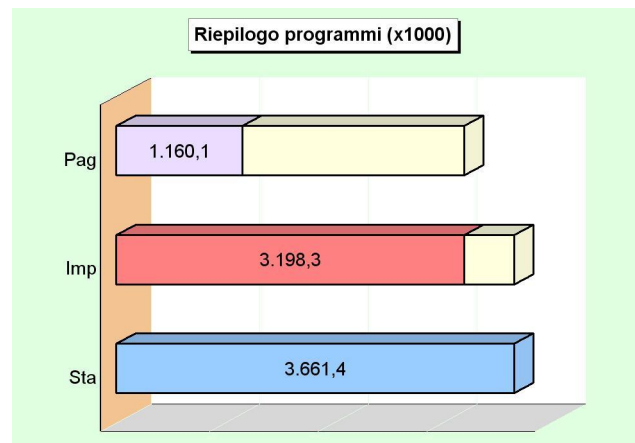 Riepilogo programmi (x1000)
Pag
1.160,1
Imp
3.198,3
Sta
3.661,4